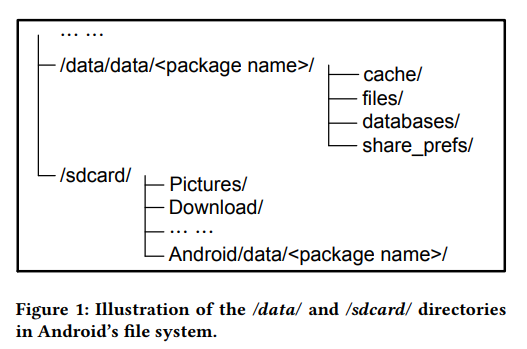 ... ...
/data/data/<package name>/
cache/
files/
databases/
share_prefs/
/sdcard/
Pictures/
Download/
... ...
Android/data/<package name>/
Figure 1: Illustration of the /data/ and /sdcard/ directories
in Android's file system.